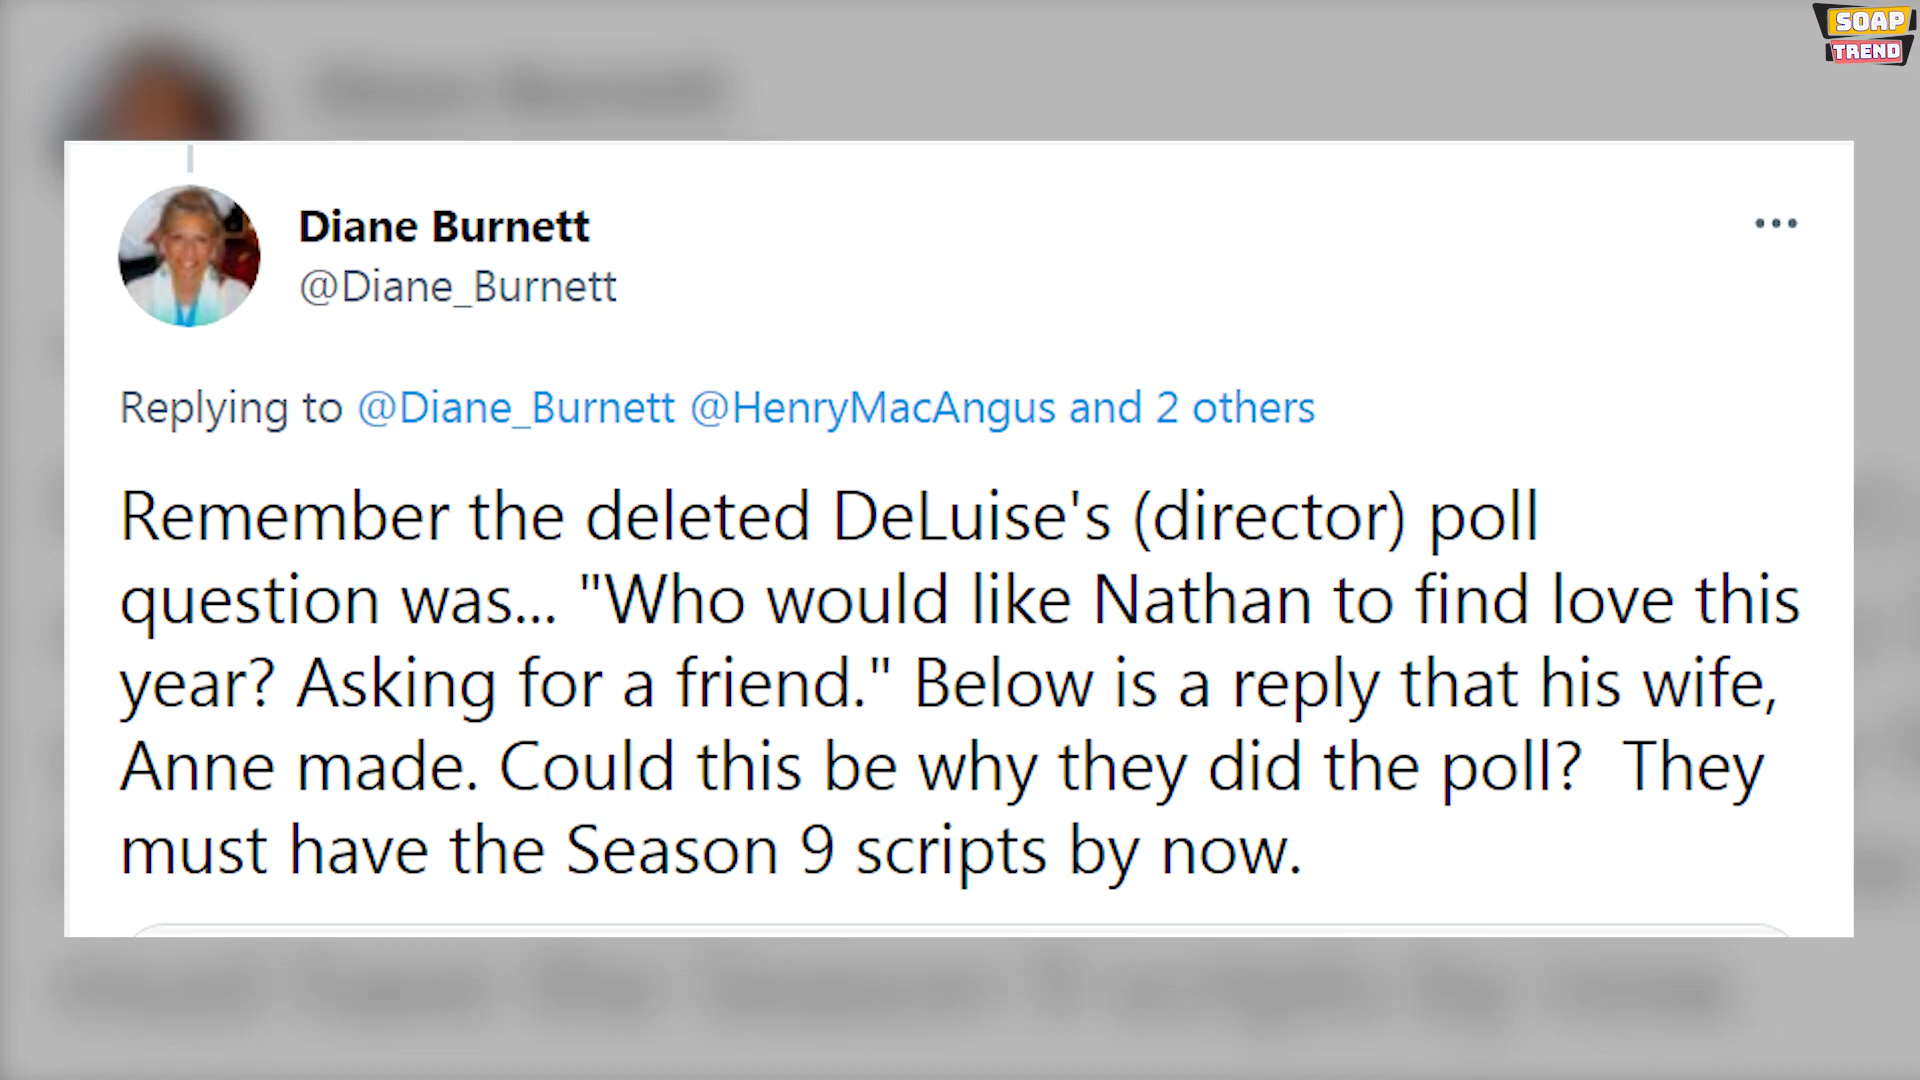 SOAP
TREND
Diane Burnett
@Diane_Burnett
Replying to @Diane_Burnett @HenryMacAngus and 2 others
Remember the deleted DeLuise's (director) poll
question was... "Who would like Nathan to find love this
year? Asking for a friend." Below is a reply that his wife,
Anne made. Could this be why they did the poll?  They
must have the Season 9 scripts by now.